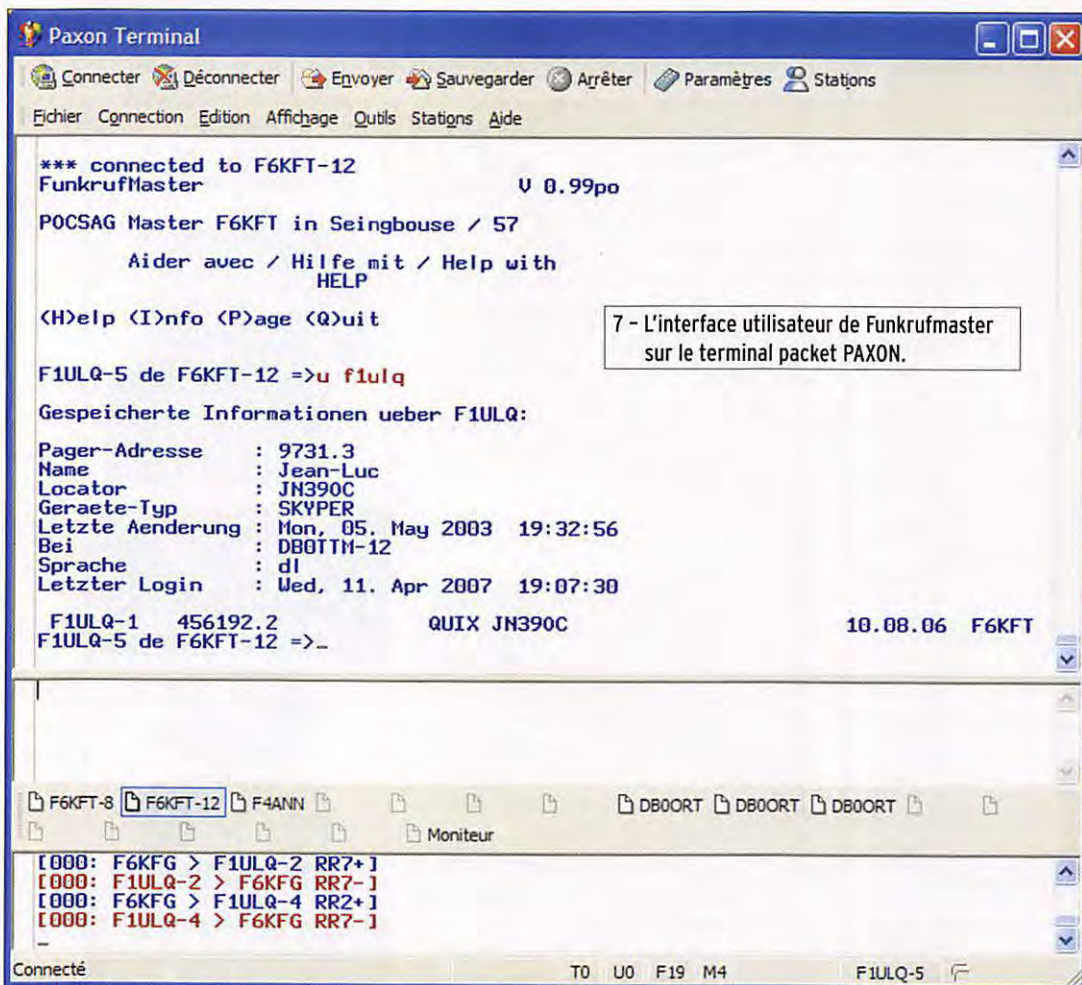 Paxon Terminal
Connecter Déconnecter Envoyer Sauvegarder Arrêter Paramètres Stations
Fichier Connection Edition Affichage Outils Stations Aide
*** connected to F6KFT-12
FunkrufMaster V 0.99po
POCSAG Master F6KFT in Seingbouse / 57
Aider avec / Hilfe mit / Help with
HELP
(H)elp (I)nfo (P)age (Q)uit
7 - L'interface utilisateur de Funkrufmaster
sur le terminal packet PAXON.
F1ULQ-5 de F6KFT-12 =>u f1ulq
Gespeicherte Informationen ueber F1ULQ:
Pager-Adresse : 9731.3
Name : Jean-Luc
Locator : JN39OC
Geraete-Typ : SKYPER
Letzte Aenderung : Mon, 05. May 2003 19:32:56
Bei : DB0TTM-12
Sprache : dl
Letzter Login : Wed, 11. Apr 2007 19:07:30
F1ULQ-1 456192.2 QUIX JN39OC 10.08.06 F6KFT
F1ULQ-5 de F6KFT-12 =>_
F6KFT-8 F6KFT-12 F4ANN DB0ORT DB0ORT DB0ORT
Moniteur
[000: F6KFG > F1ULQ-2 RR7+]
[000: F1ULQ-2 > F6KFG RR7-]
[000: F6KFG > F1ULQ-4 RR2+]
[000: F1ULQ-4 > F6KFG RR7-]
Connecté T0 U0 F19 M4 F1ULQ-5